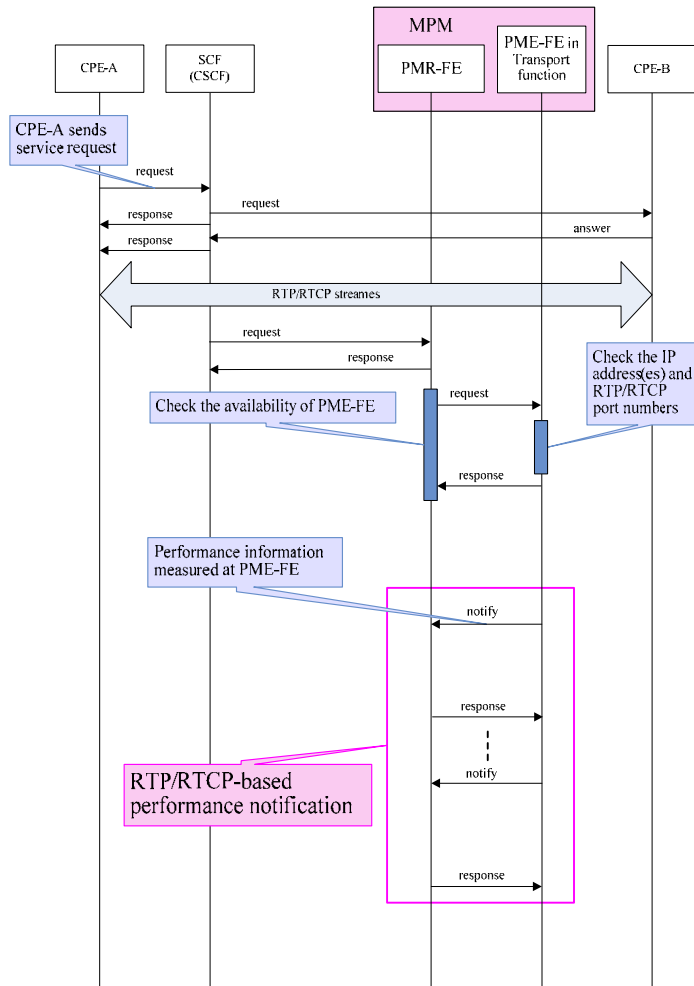 MPM
CPE-A
SCF
(CSCF)
PMR-FE
PME-FE in
Transport
function
CPE-B
CPE-A sends
service request
request
request
response
answer
response
RTP/RTCP streames
request
response
Check the IP
address(es) and
RTP/RTCP
port numbers
Check the availability of PME-FE
request
response
Performance information
measured at PME-FE
notify
response
notify
RTP/RTCP-based
performance notification
response